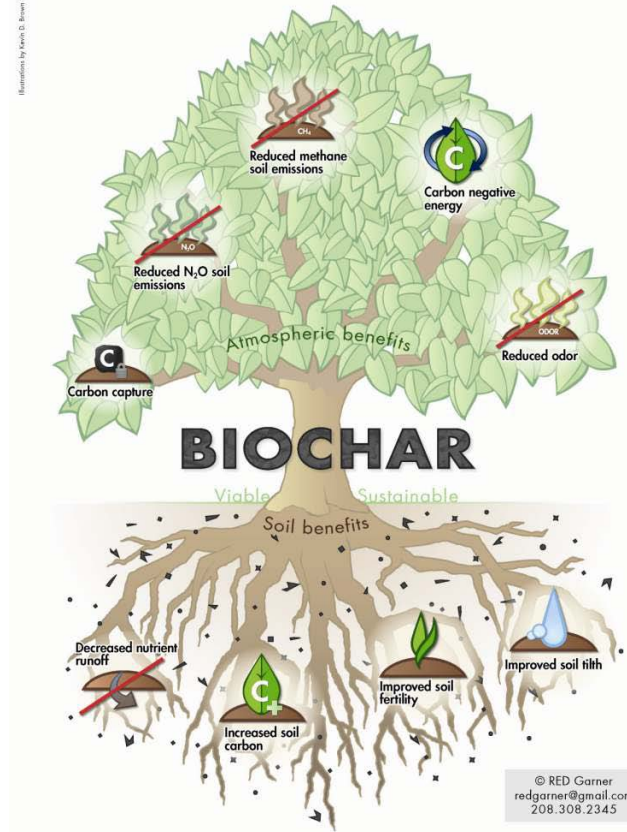 Illustrations by Kevin D. Brown
CH₄
Reduced methane
soil emissions
C
Carbon negative
energy
N₂O
Reduced N₂O soil
emissions
ODOR
Reduced odor
C
Carbon capture
Atmospheric benefits
BIOCHAR
Viable Sustainable
Soil benefits
Decreased nutrient
runoff
C
Increased soil
carbon
Improved soil
fertility
Improved soil tilth
© RED Garner
redgarner@gmail.com
208.308.2345